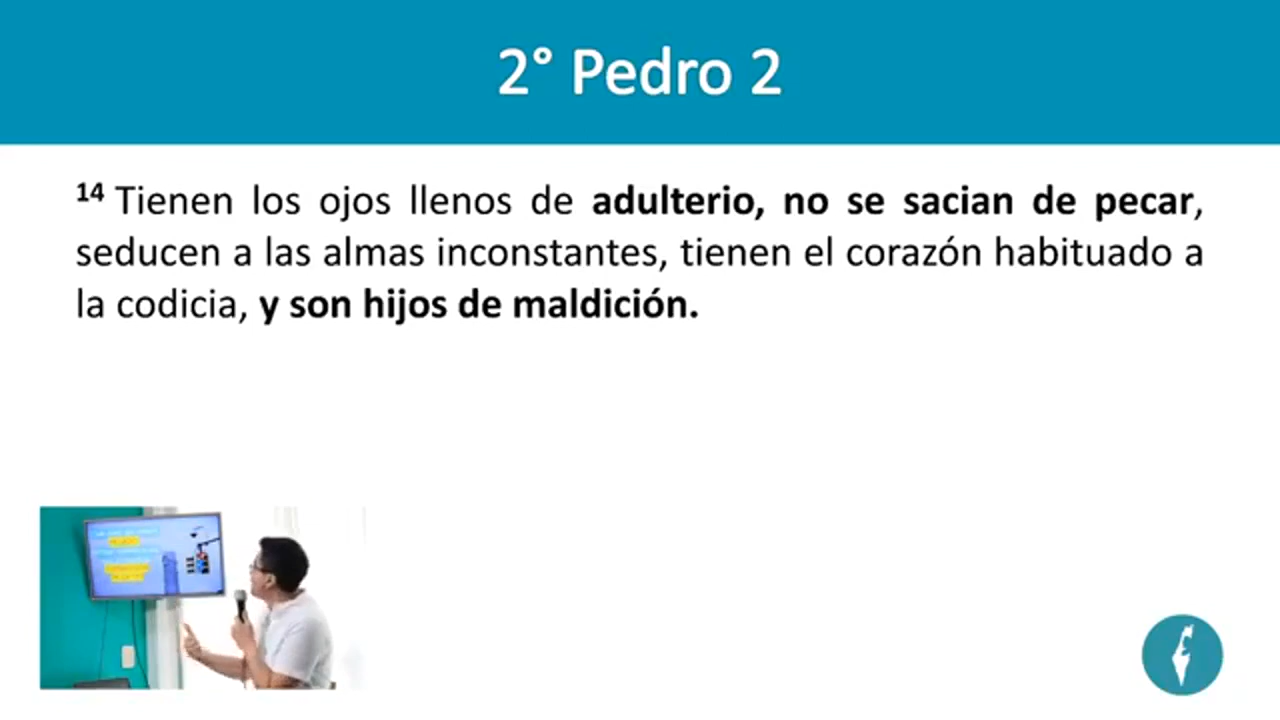 2° Pedro 2
14 Tienen los ojos llenos de adulterio, no se sacian de pecar,
seducen a las almas inconstantes, tienen el corazón habituado a
la codicia, y son hijos de maldición.